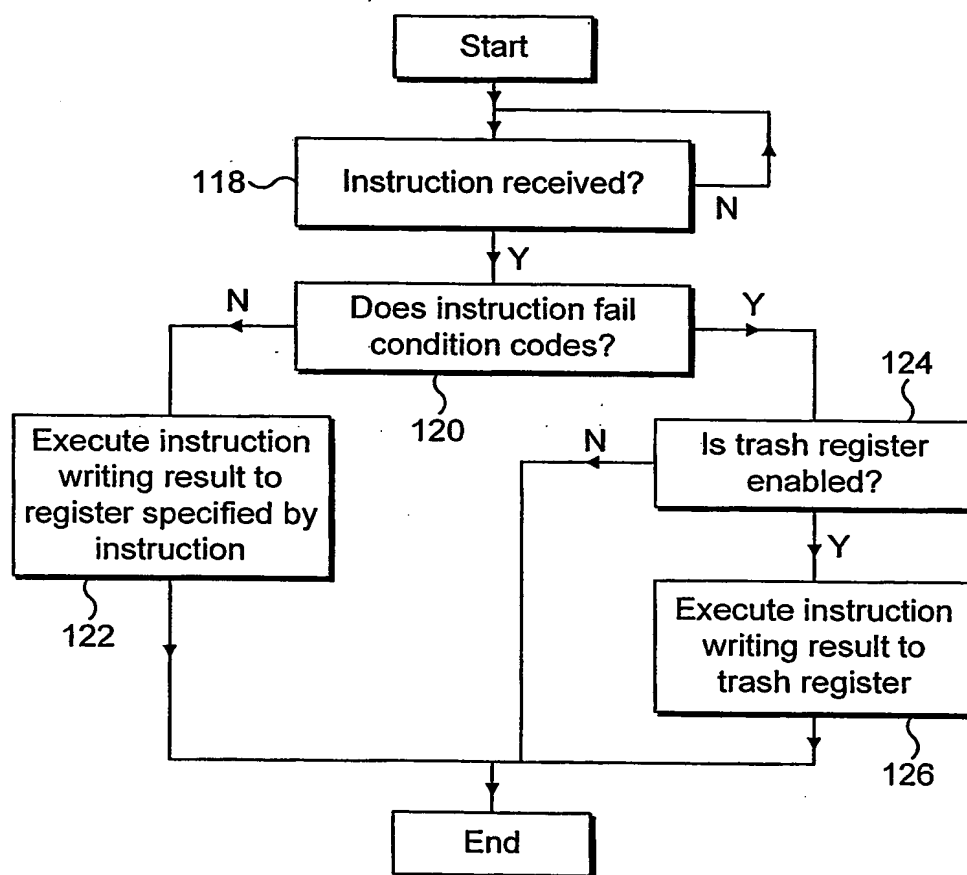 Start
118
Instruction received?
N
Y
N
Does instruction fail
condition codes?
Y
120
124
Execute instruction
writing result to
register specified by
instruction
122
N
Is trash register
enabled?
Y
Execute instruction
writing result to
trash register
126
End